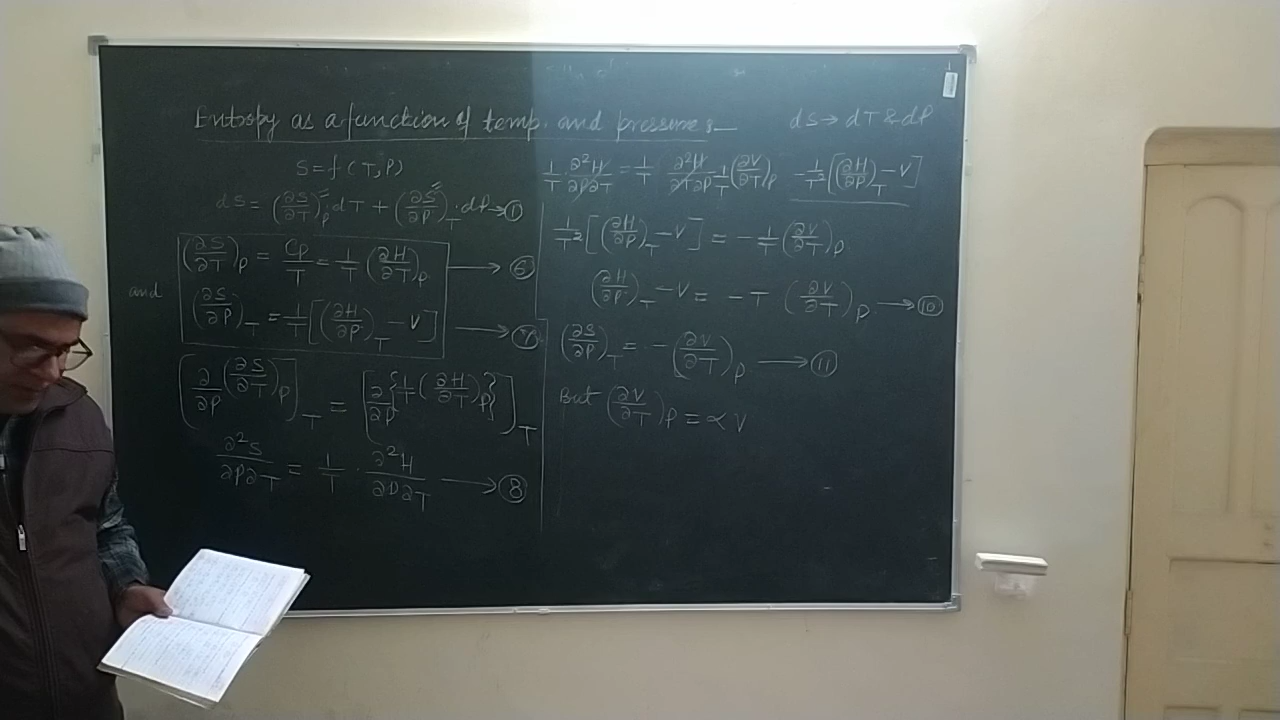 Entropy as a function of temp. and pressure :—
dS → dT & dP
S = f (T, P)
dS = (∂S/∂T)_P dT + (∂S/∂P)_T . dP → ①
(∂S/∂T)_P = Cp/T = 1/T (∂H/∂T)_P → ⑥
and
(∂S/∂P)_T = 1/T [(∂H/∂P)_T - V] → ⑦
[∂/∂P (∂S/∂T)_P]_T = [∂/∂P {1/T (∂H/∂T)_P}]_T
∂²S/∂P∂T = 1/T . ∂²H/∂P∂T → ⑧
1/T . ∂²H/∂P∂T = 1/T ∂²H/∂T∂P - 1/T (∂V/∂T)_P - 1/T² [(∂H/∂P)_T - V]
1/T² [(∂H/∂P)_T - V] = - 1/T (∂V/∂T)_P
(∂H/∂P)_T - V = - T (∂V/∂T)_P → ⑩
(∂S/∂P)_T = - (∂V/∂T)_P → ⑪
But (∂V/∂T)_P = ∝ V